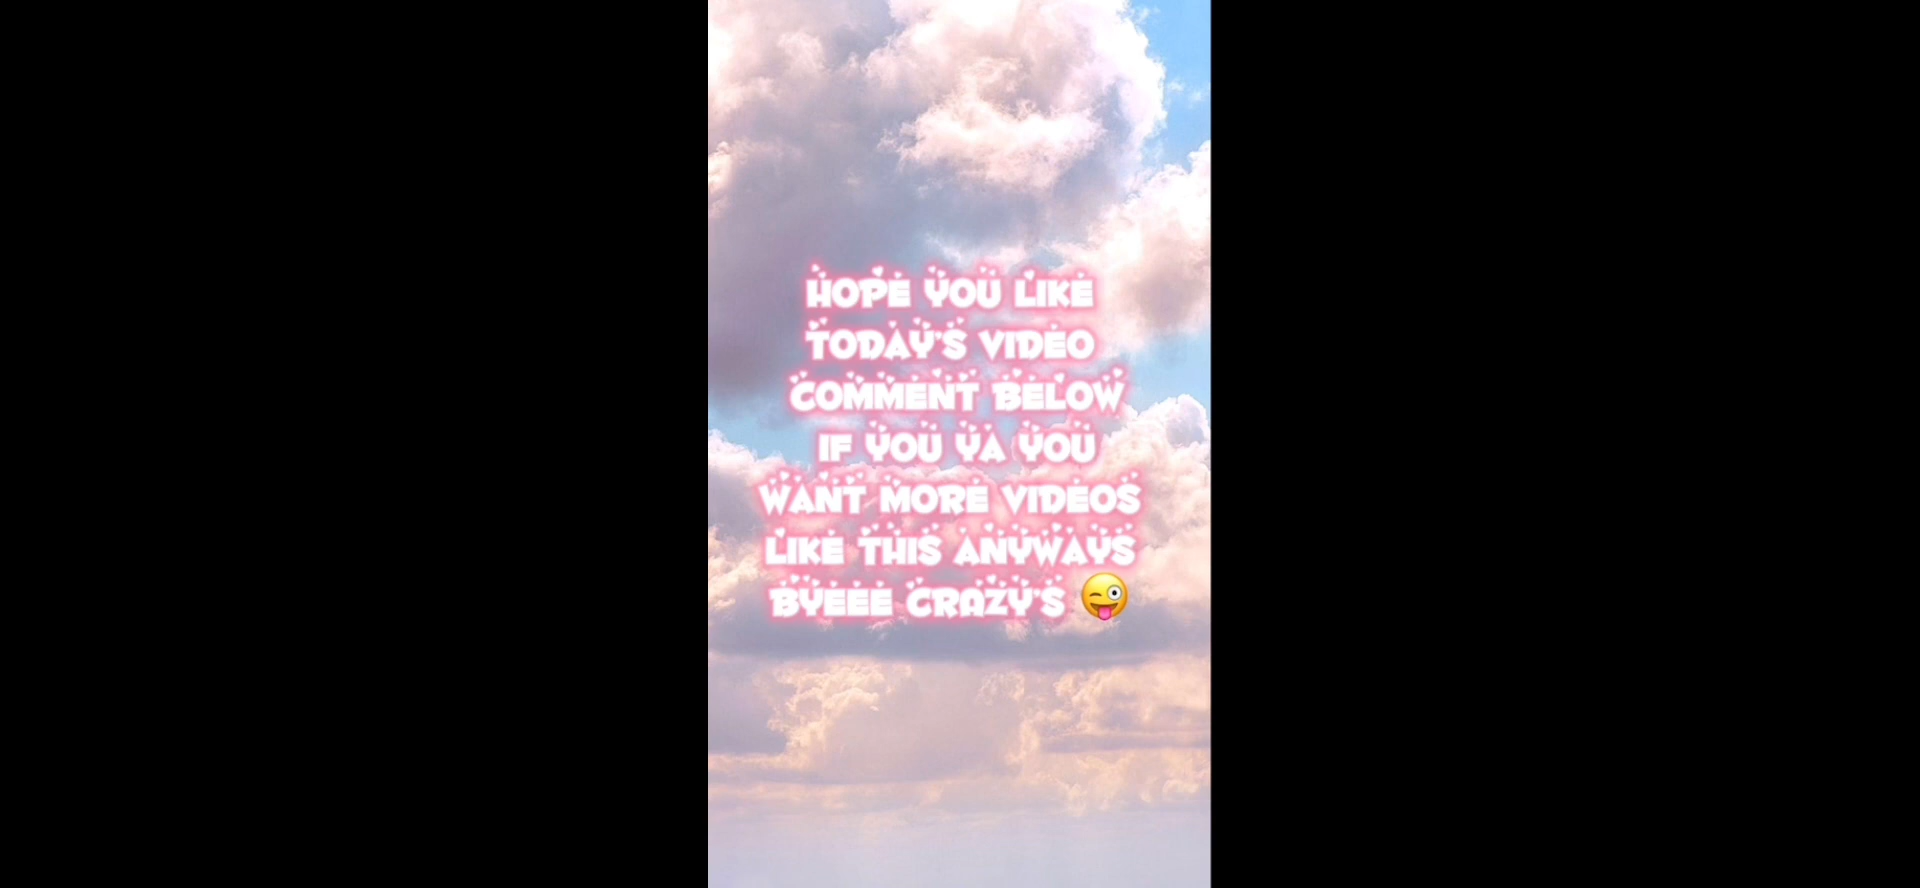 HOPE YOU LIKE
TODAY'S VIDEO
COMMENT BELOW
IF YOU YA YOU
WANT MORE VIDEOS
LIKE THIS ANYWAYS
BYEEE CRAZY'S 😜